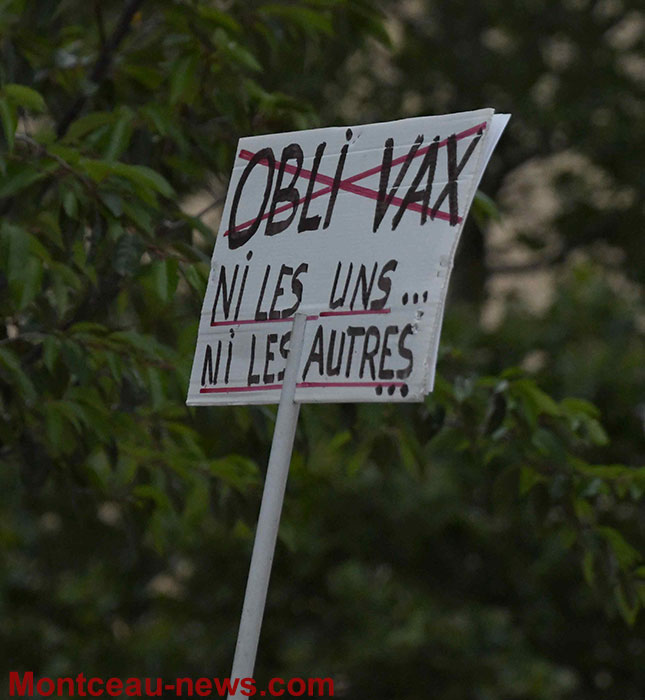 OBLI VAX
Ni LES UNS...
Ni LES AUTRES...
Montceau-news.com